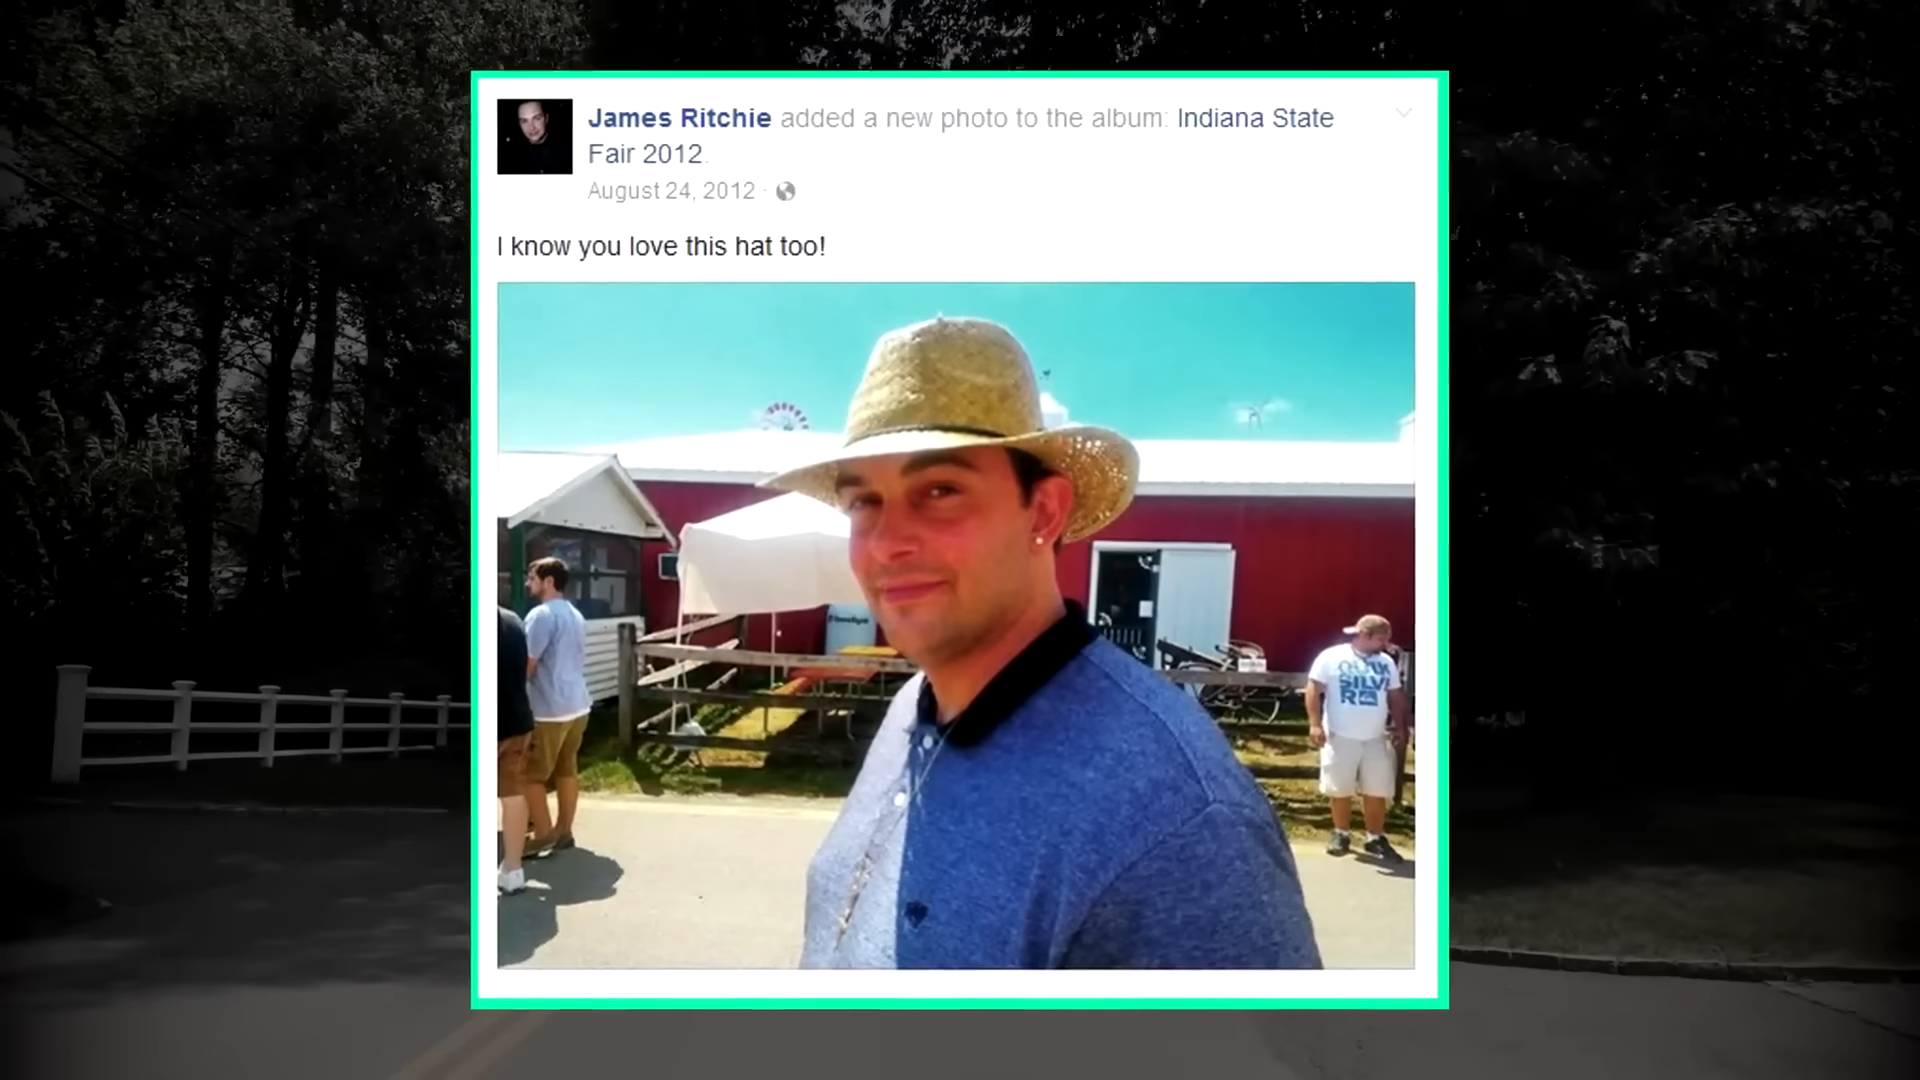 James Ritchie added a new photo to the album: Indiana State
Fair 2012.
August 24, 2012 ·
I know you love this hat too!
SILV
R